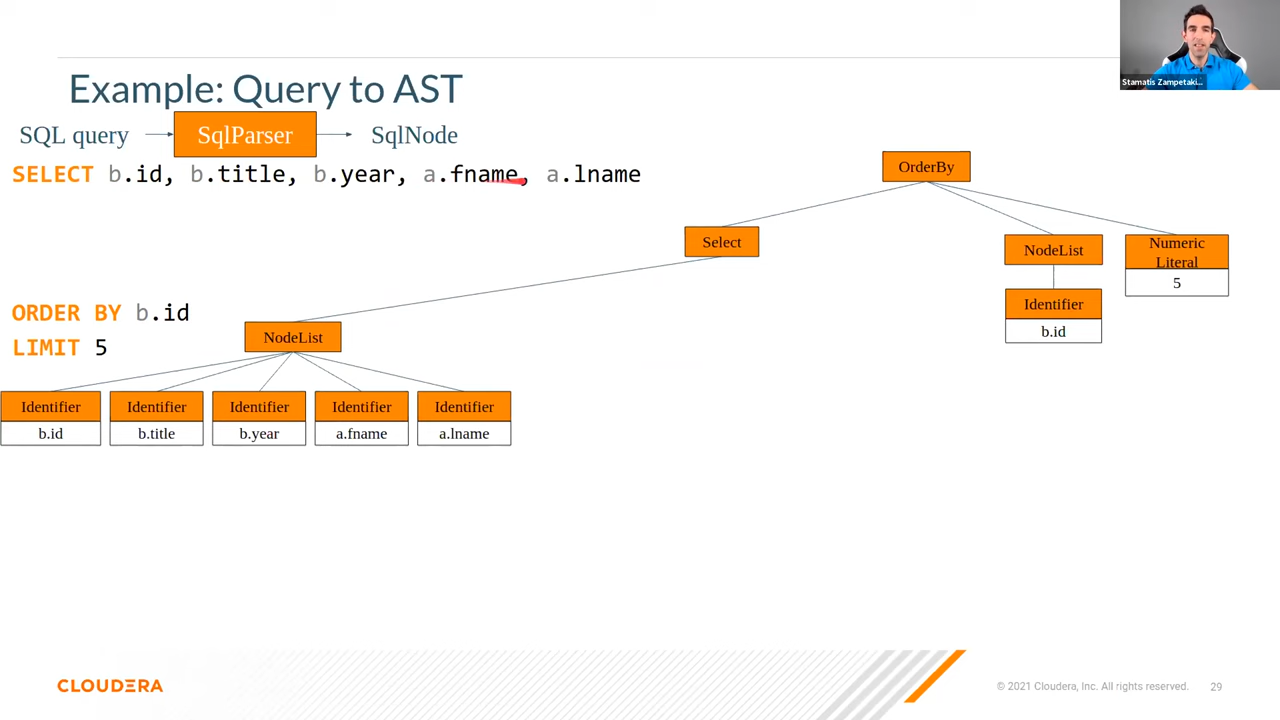 Stamatis Zampetaki...
Example: Query to AST
SQL query
SqlParser
SqlNode
SELECT b.id, b.title, b.year, a.fname, a.lname
OrderBy
Select
NodeList
Numeric
Literal
5
Identifier
b.id
ORDER BY b.id
LIMIT 5
NodeList
Identifier
b.id
Identifier
b.title
Identifier
b.year
Identifier
a.fname
Identifier
a.lname
CLOUDERA
© 2021 Cloudera, Inc. All rights reserved.
29